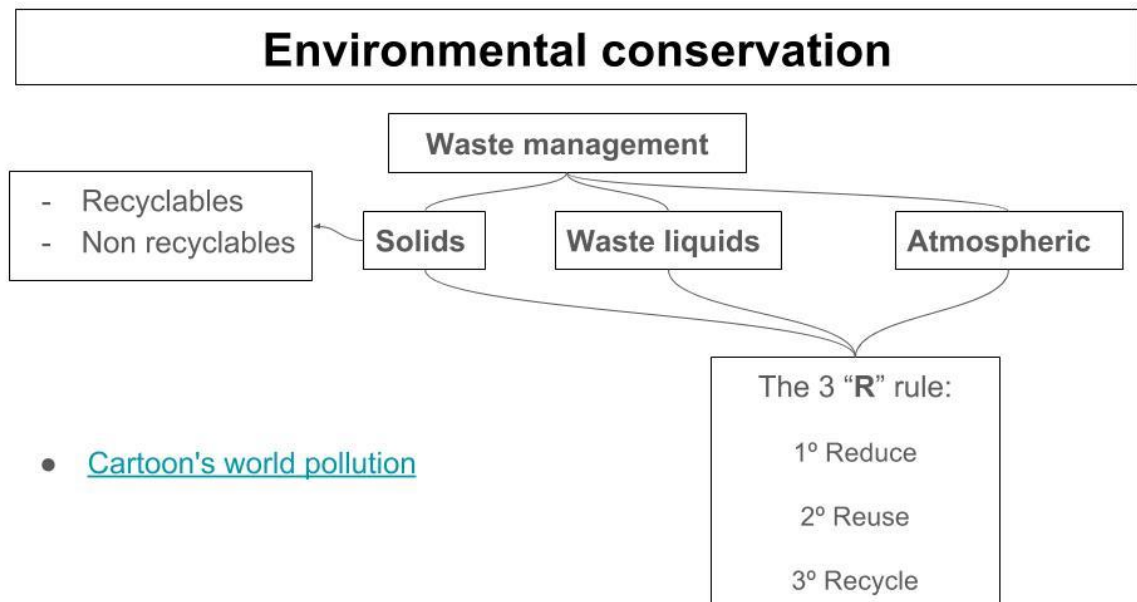 Environmental conservation
Waste management
- Recyclables
- Non recyclables
Solids
Waste liquids
Atmospheric
The 3 “R” rule:
1º Reduce
2º Reuse
3º Recycle
● Cartoon's world pollution